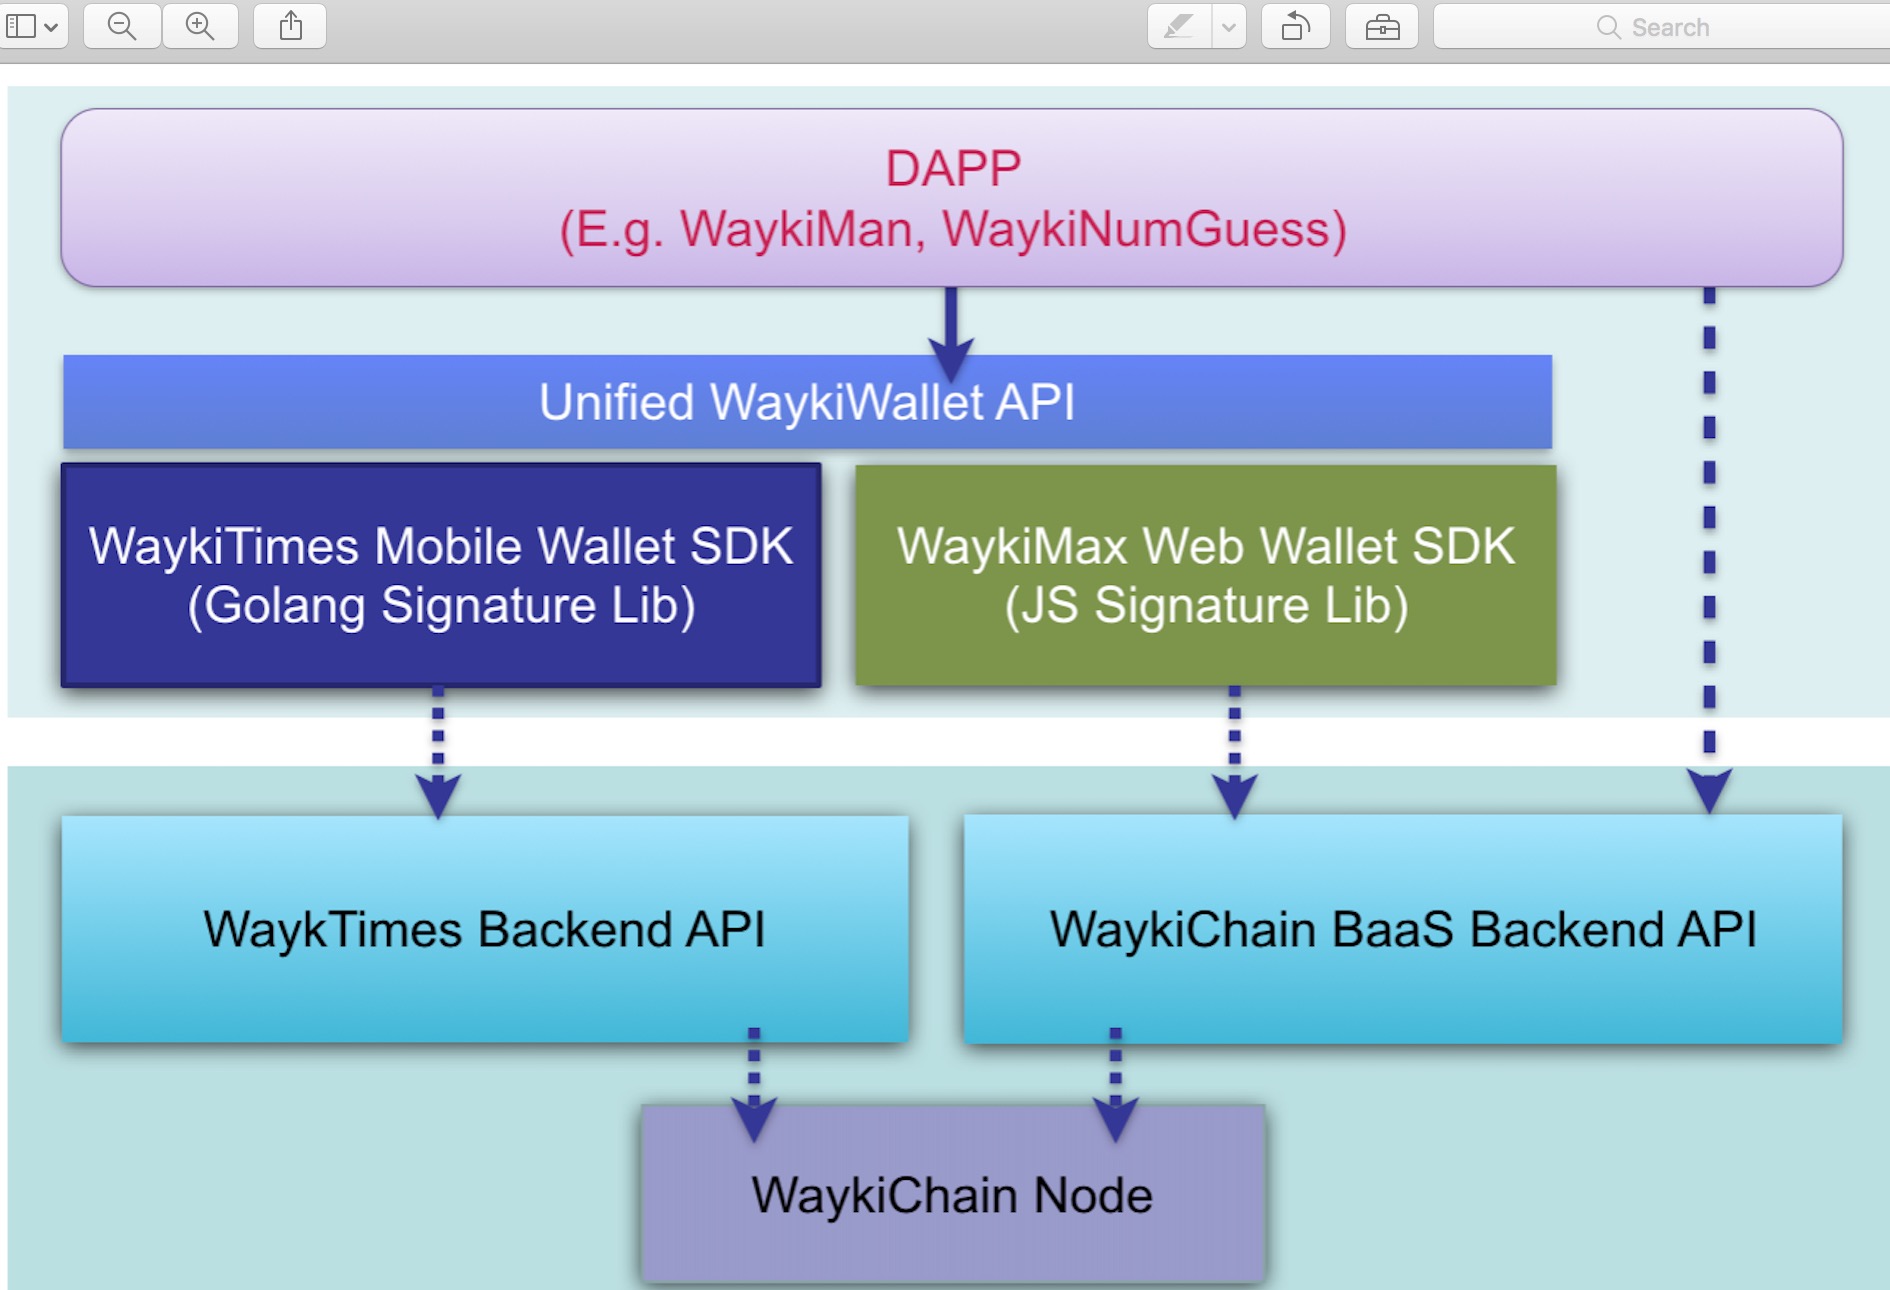 Search
DAPP
(E.g. WaykiMan, WaykiNumGuess)
Unified WaykiWallet API
WaykiTimes Mobile Wallet SDK
(Golang Signature Lib)
WaykiMax Web Wallet SDK
(JS Signature Lib)
WaykTimes Backend API
WaykiChain BaaS Backend API
WaykiChain Node